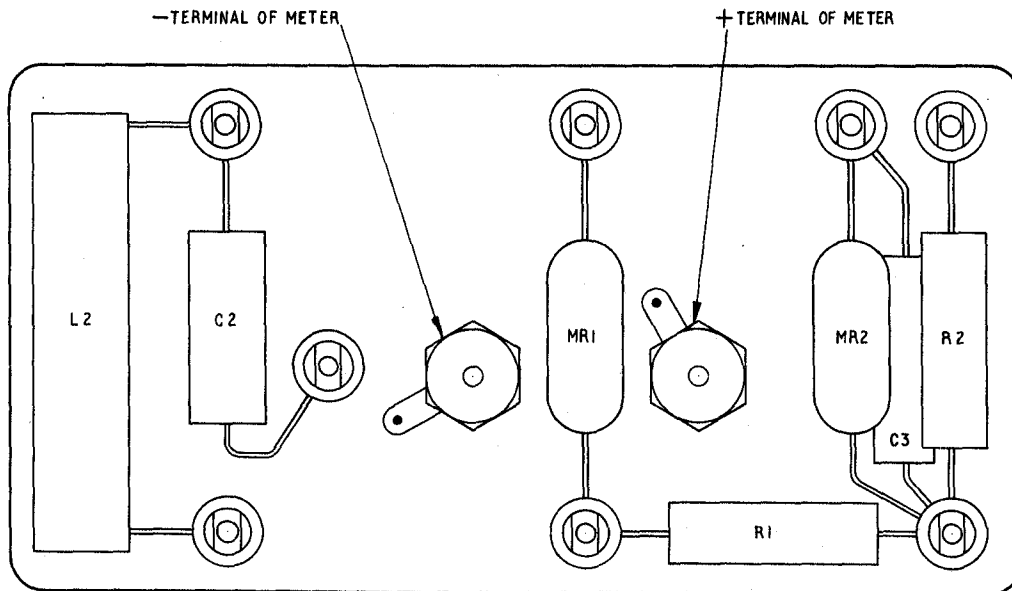 —TERMINAL OF METER
+ TERMINAL OF METER
L2
C2
MR1
MR2
R2
C3
R1